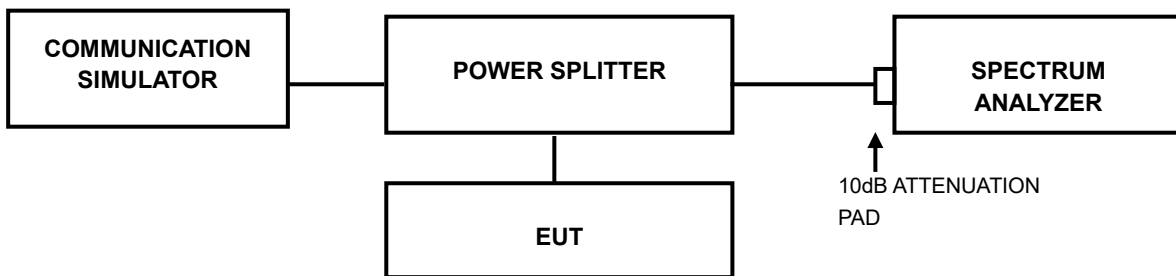 COMMUNICATION
SIMULATOR
POWER SPLITTER
SPECTRUM
ANALYZER
10dB ATTENUATION
PAD
EUT